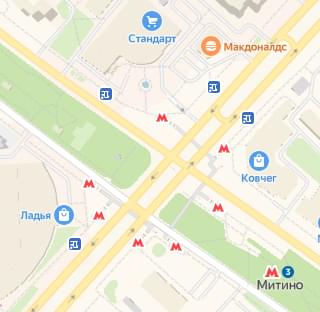 Стандарт
Макдоналдс
Ковчег
Ладья
3
Митино